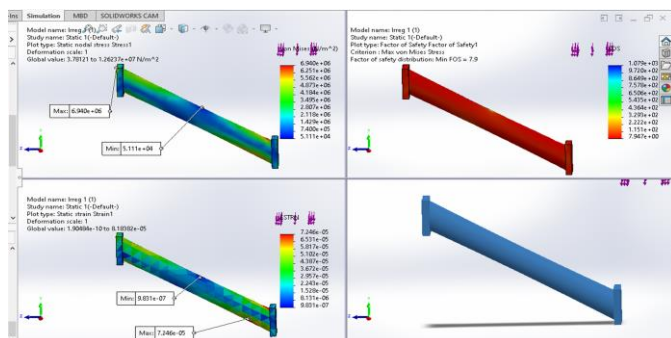 Simulation MBD SOLIDWORKS CAM
Model name: Irreg 1 (1)
Study name: Static 1(-Default-)
Plot type: Static nodal stress Stress1
Deformation scale: 1
Global value: 3.78121 to 1.26237e+07 N/m^2
6.940e+06
6.251e+06
5.562e+06
4.873e+06
4.184e+06
3.495e+06
2.807e+06
2.118e+06
1.429e+06
7.400e+05
5.111e+04
Max: 6.940e+06
Min: 5.111e+04
Model name: Irreg 1 (1)
Study name: Static 1(-Default-)
Plot type: Factor of Safety Factor of Safety1
Criterion : Max von Mises Stress
Factor of safety distribution: Min FOS = 7.9
1.079e+03
9.720e+02
8.649e+02
7.578e+02
6.506e+02
5.435e+02
4.364e+02
3.293e+02
2.222e+02
1.151e+02
7.947e+00
Model name: Irreg 1 (1)
Study name: Static 1(-Default-)
Plot type: Static strain Strain1
Deformation scale: 1
ESTRN
7.246e-05
6.531e-05
5.817e-05
5.102e-05
4.387e-05
3.672e-05
2.957e-05
2.243e-05
1.528e-05
8.131e-06
9.831e-07
Min: 9.831e-07
Max: 7.246e-05